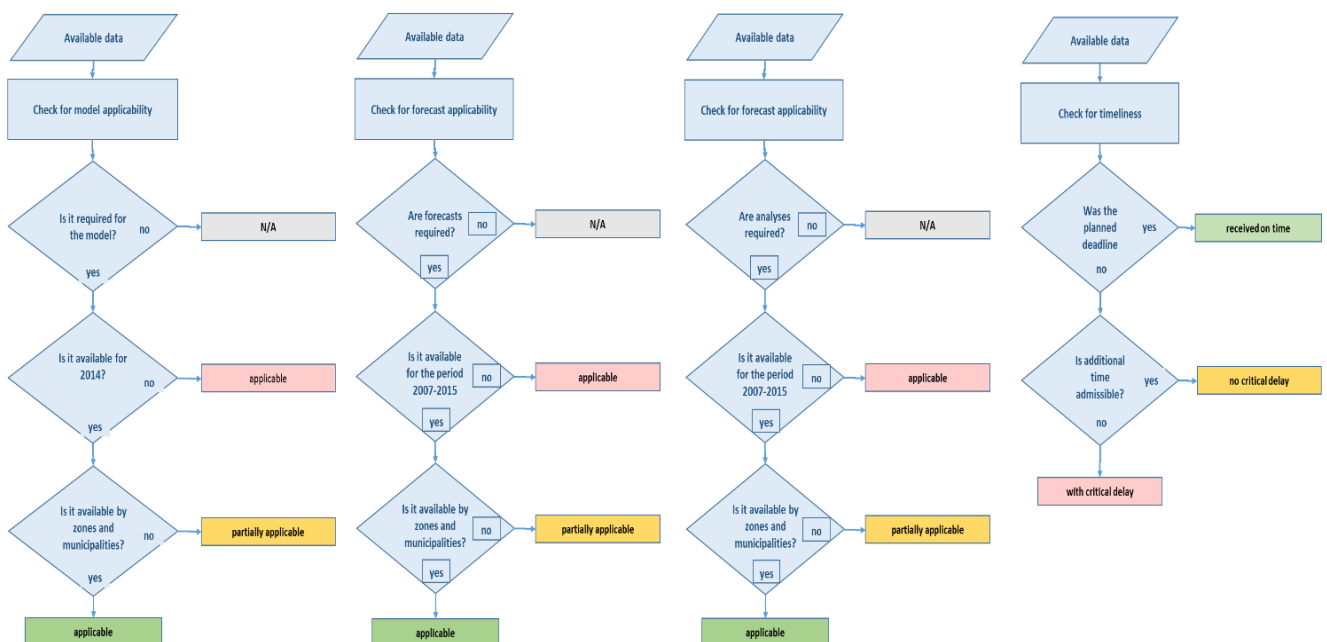 Available data
Check for model applicability
Is it required for
the model?
no
yes
N/A
Is it available for
2014?
no
yes
applicable
Is it available by
zones and
municipalities?
no
yes
partially applicable
applicable
Available data
Check for forecast applicability
Are forecasts
required?
no
yes
N/A
Is it available
for the period
2007-2015
no
yes
applicable
Is it available by
zones and
municipalities?
no
yes
partially applicable
applicable
Available data
Check for forecast applicability
Are analyses
required?
no
yes
N/A
Is it available
for the period
2007-2015
no
yes
applicable
Is it available by
zones and
municipalities?
no
yes
partially applicable
applicable
Available data
Check for timeliness
Was the
planned
deadline
yes
no
received on time
Is additional
time
admissible?
yes
no
no critical delay
with critical delay